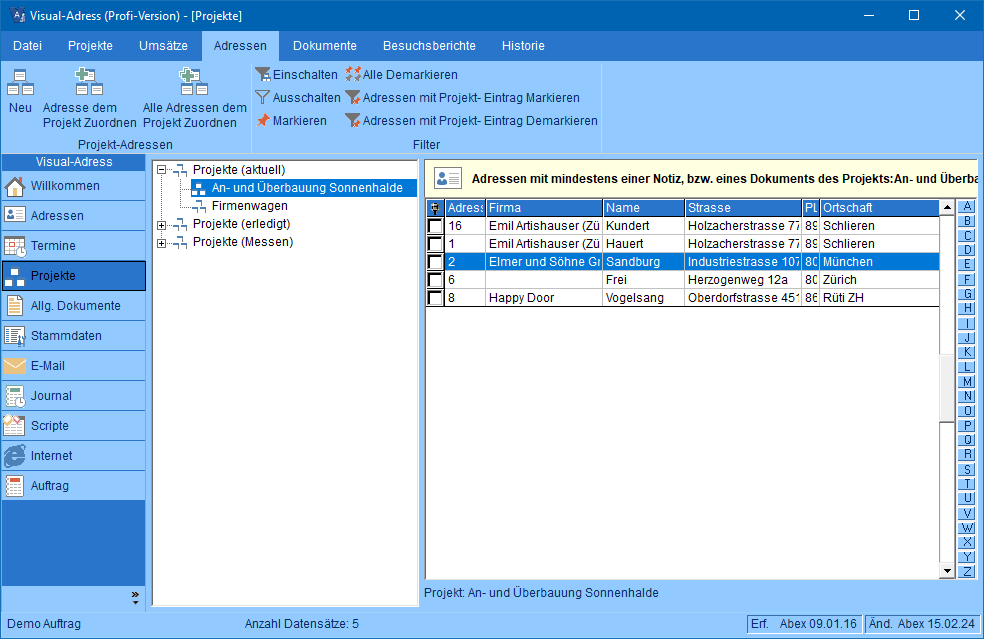 Visual-Adress (Profi-Version) - [Projekte]
Datei Projekte Umsätze Adressen Dokumente Besuchsberichte Historie
Neu
Adresse dem
Projekt Zuordnen
Alle Adressen dem
Projekt Zuordnen
Projekt-Adressen
Einschalten Alle Demarkieren
Ausschalten Adressen mit Projekt- Eintrag Markieren
Markieren Adressen mit Projekt- Eintrag Demarkieren
Filter
Visual-Adress
Willkommen
Adressen
Termine
Projekte
Allg. Dokumente
Stammdaten
E-Mail
Journal
Scripte
Internet
Auftrag
Projekte (aktuell)
An- und Überbauung Sonnenhalde
Firmenwagen
Projekte (erledigt)
Projekte (Messen)
Adressen mit mindestens einer Notiz, bzw. eines Dokuments des Projekts:An- und Überba
Adress Firma Name Strasse PL Ortschaft
16 Emil Artishauser (Zü Kundert Holzacherstrasse 77 89 Schlieren
1 Emil Artishauser (Zü Hauert Holzacherstrasse 77 89 Schlieren
2 Elmer und Söhne Gr Sandburg Industriestrasse 107 80 München
6 Frei Herzogenweg 12a 80 Zürich
8 Happy Door Vogelsang Oberdorfstrasse 451 86 Rüti ZH
A
B
C
D
E
F
G
H
I
J
K
L
M
N
O
P
Q
R
S
T
U
V
W
X
Y
Z
Projekt: An- und Überbauung Sonnenhalde
Demo Auftrag Anzahl Datensätze: 5 Erf. Abex 09.01.16 Änd. Abex 15.02.24